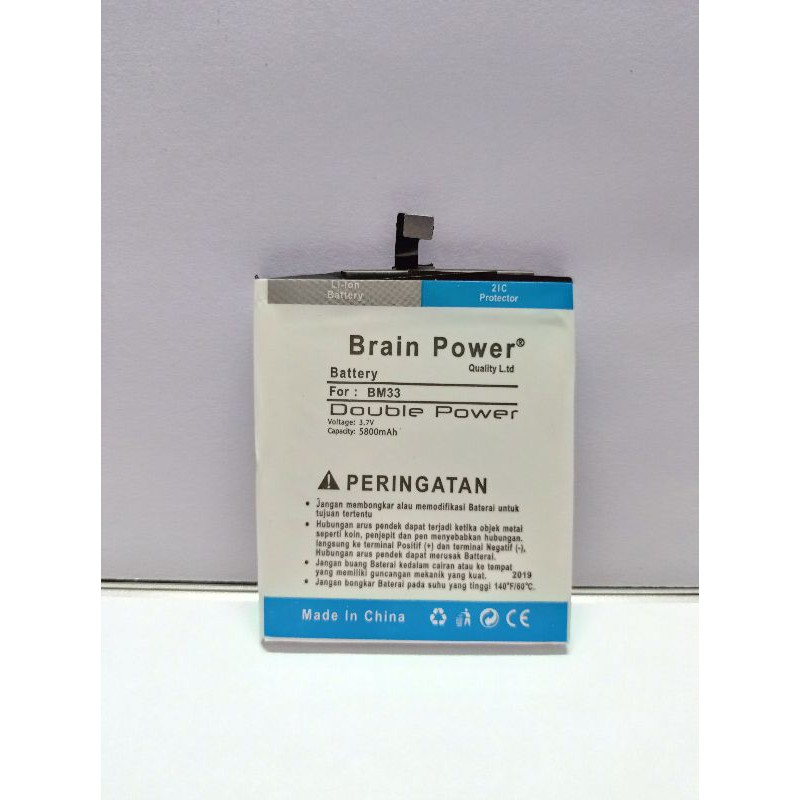 Li-Ion
Battery
2IC
Protector
Brain Power®
Quality L.td
Battery
For : BM33
Double Power
Voltage: 3.7V
Capacity: 5800mAh
PERINGATAN
• Jangan membongkar alau memodifikasi Baterai untuk
tujuan tertentu
• Hubungan arus pendek dapat terjadi ketika objek metal
seperti koin, penjepit dan pen menyebabkan hubungan.
langsung ke terminal Positif (+) dan terminal Negatif (-),
Hubungan arus pendek dapat merusak Batterai.
• Jangan buang Baterai kedalam cairan atau ke tempat
yang memiliki guncangan mekanik yang kuat. 2019
• Jangan bongkar Baterai pada suhu yang tinggi 140°F/60°C.
Made In China CE